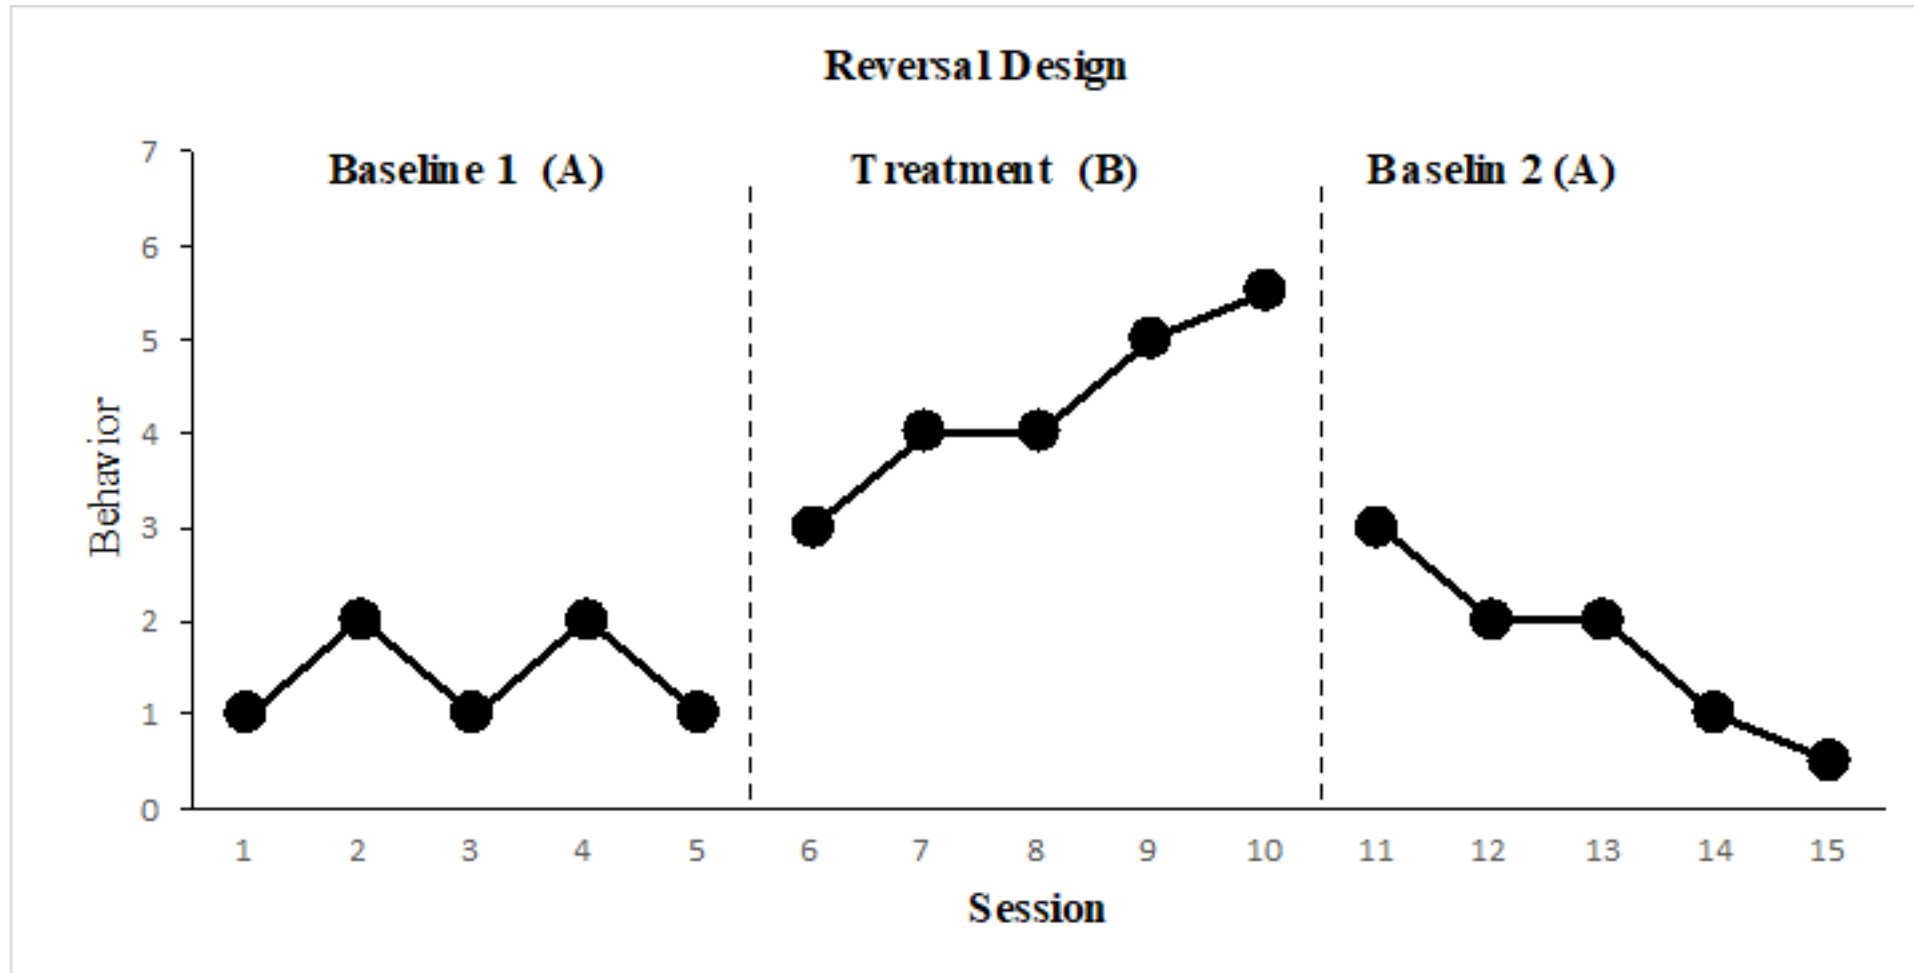 Reversal Design
Baseline 1 (A)
Treatment (B)
Baselin 2 (A)
7
6
5
4
3
2
1
0
Behavior
1 2 3 4 5 6 7 8 9 10 11 12 13 14 15
Session